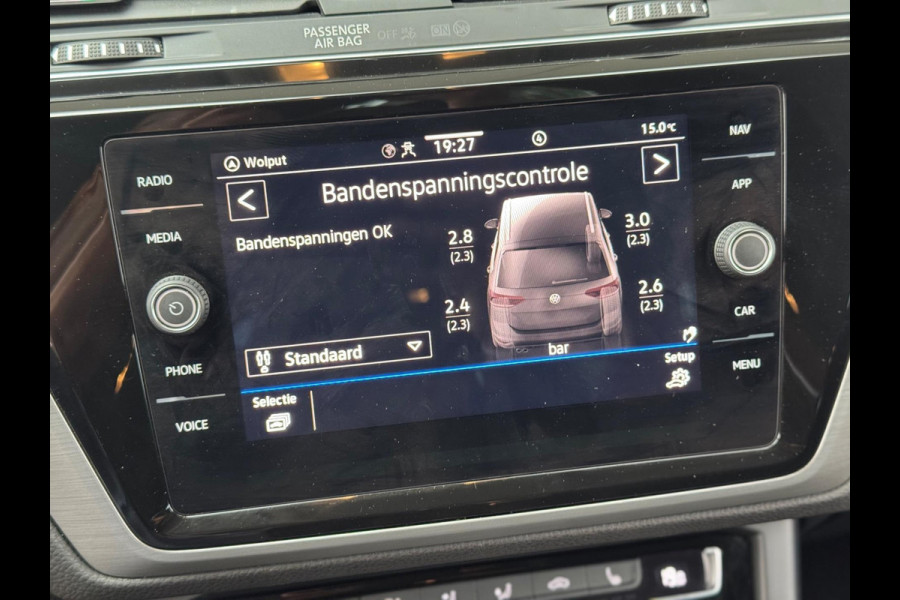 PASSENGER
AIR BAG OFF ON
Wolput 19:27 4 15.0°C
< Bandenspanningscontrole >
Bandenspanningen OK
2.8
(2.3)
3.0
(2.3)
2.4
(2.3)
2.6
(2.3)
bar
Standaard
Selectie
Setup
RADIO
MEDIA
PHONE
VOICE
NAV
APP
CAR
MENU